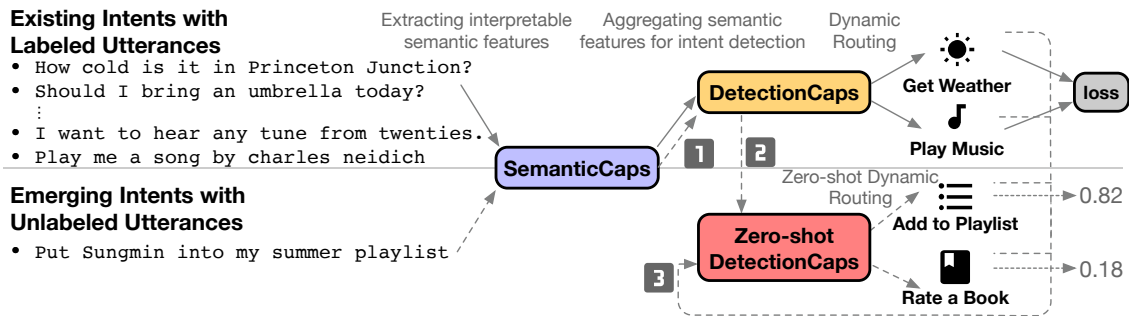 Existing Intents with
Labeled Utterances
• How cold is it in Princeton Junction?
• Should I bring an umbrella today?
⋮
• I want to hear any tune from twenties.
• Play me a song by charles neidich
Emerging Intents with
Unlabeled Utterances
• Put Sungmin into my summer playlist
Extracting interpretable
semantic features
SemanticCaps
Aggregating semantic
features for intent detection
DetectionCaps
Dynamic
Routing
Get Weather
Play Music
loss
1
2
Zero-shot Dynamic
Routing
Zero-shot
DetectionCaps
3
Add to Playlist
0.82
Rate a Book
0.18